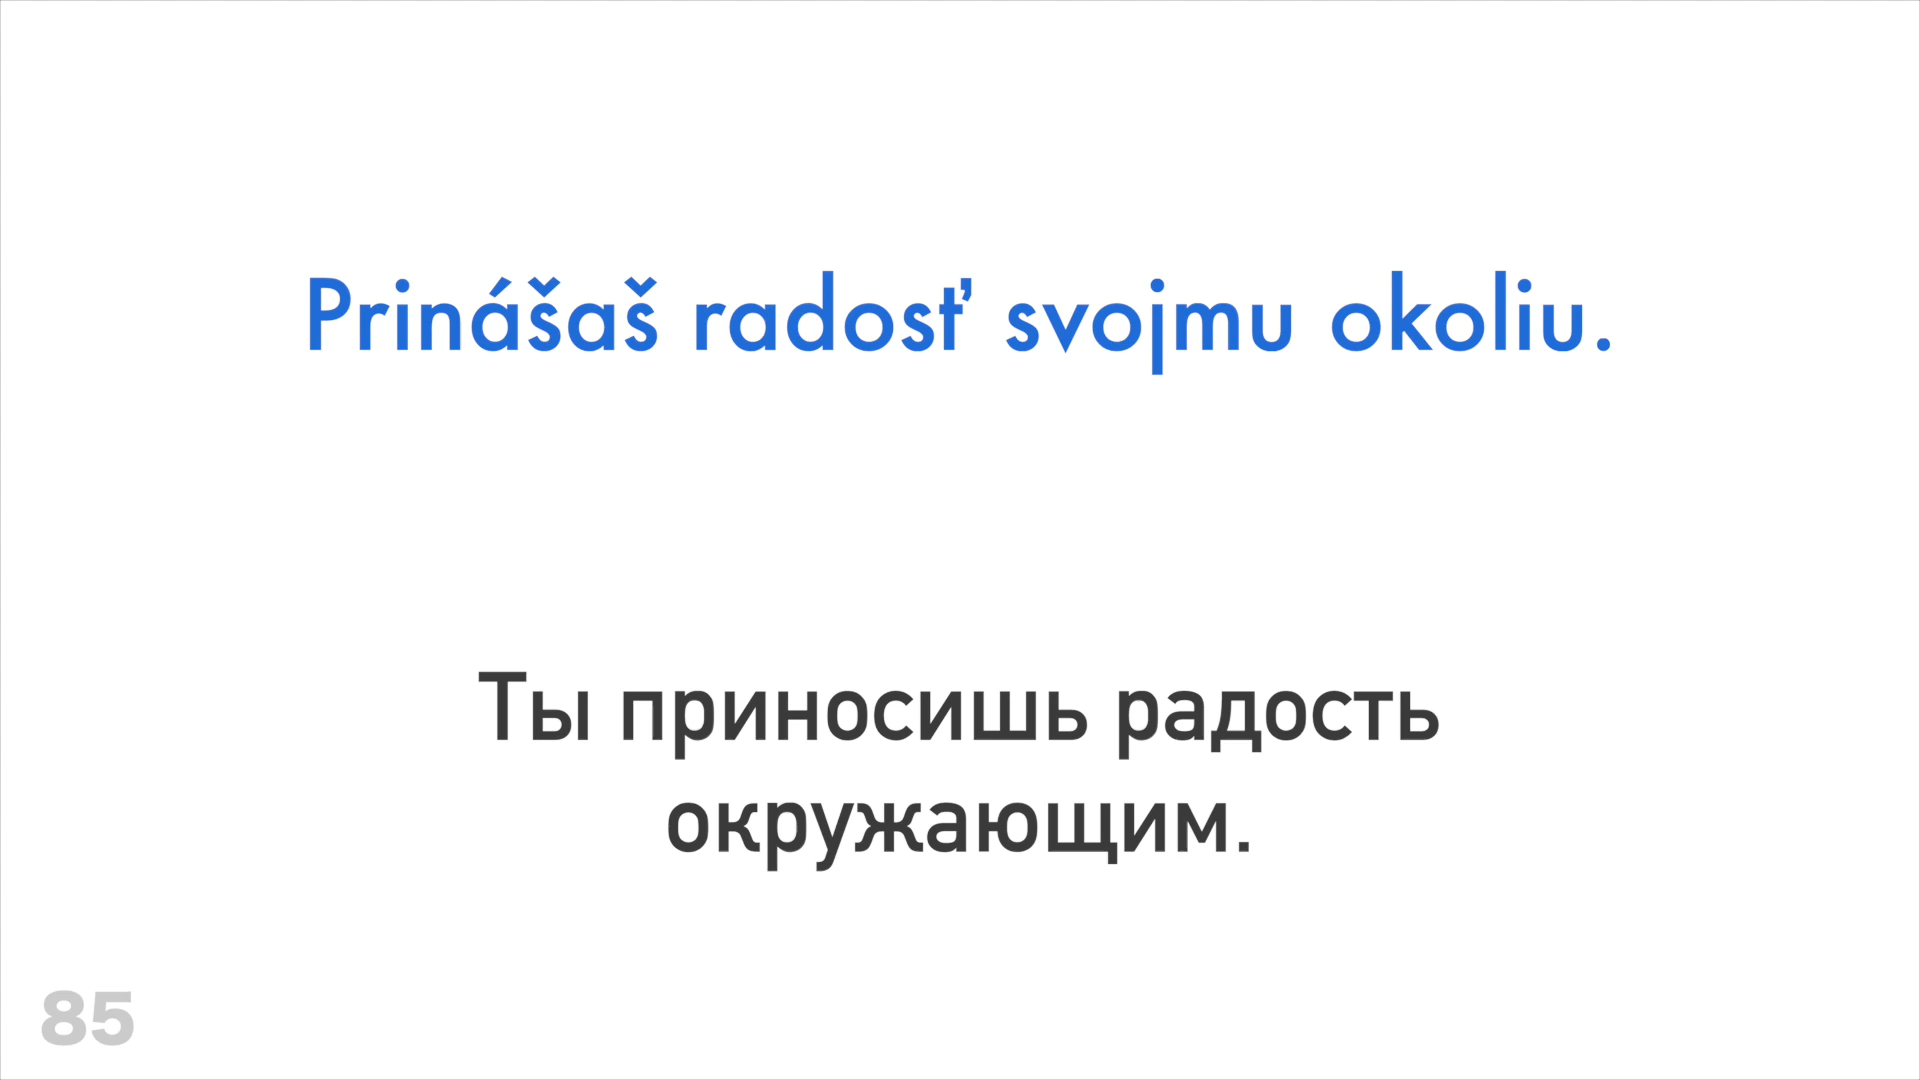 Prinášaš radosť svojmu okoliu.
Ты приносишь радость
окружающим.
85